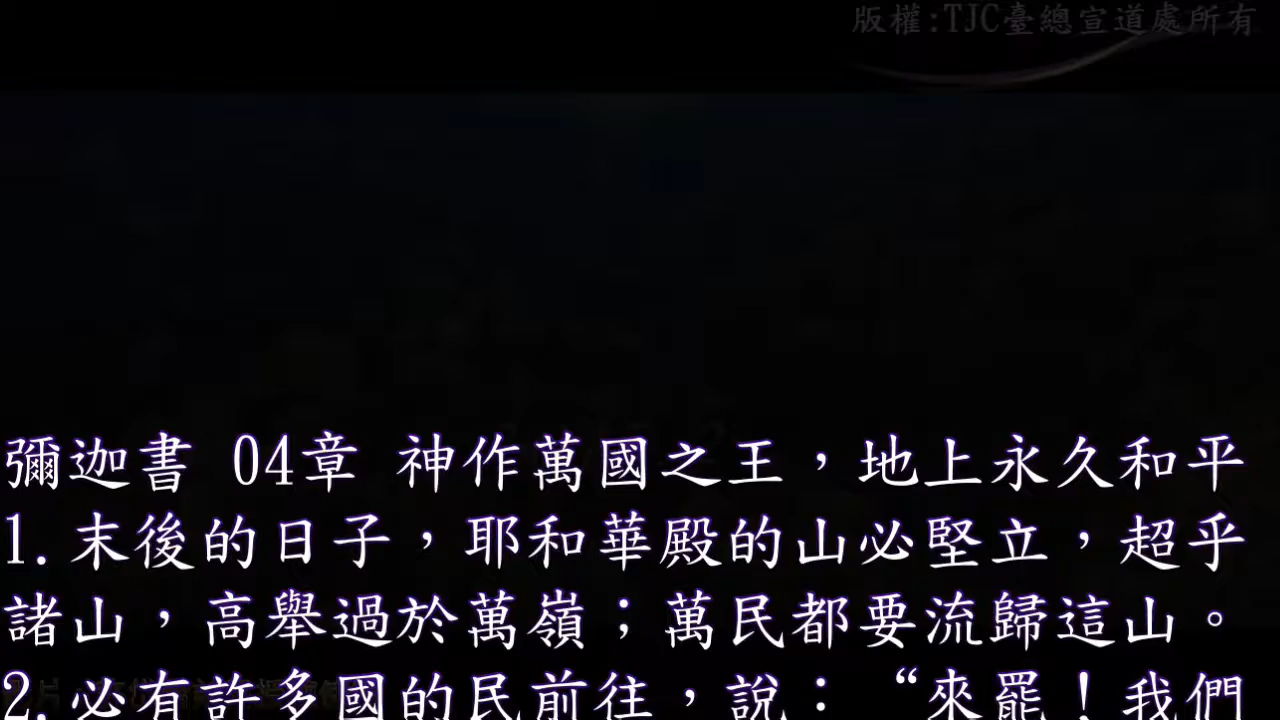 版權:TJC臺總宣道處所有
彌迦書 04章 神作萬國之王，地上永久和平
1.末後的日子，耶和華殿的山必堅立，超乎
諸山，高舉過於萬嶺；萬民都要流歸這山。
2.必有許多國的民前往，說：“來罷！我們